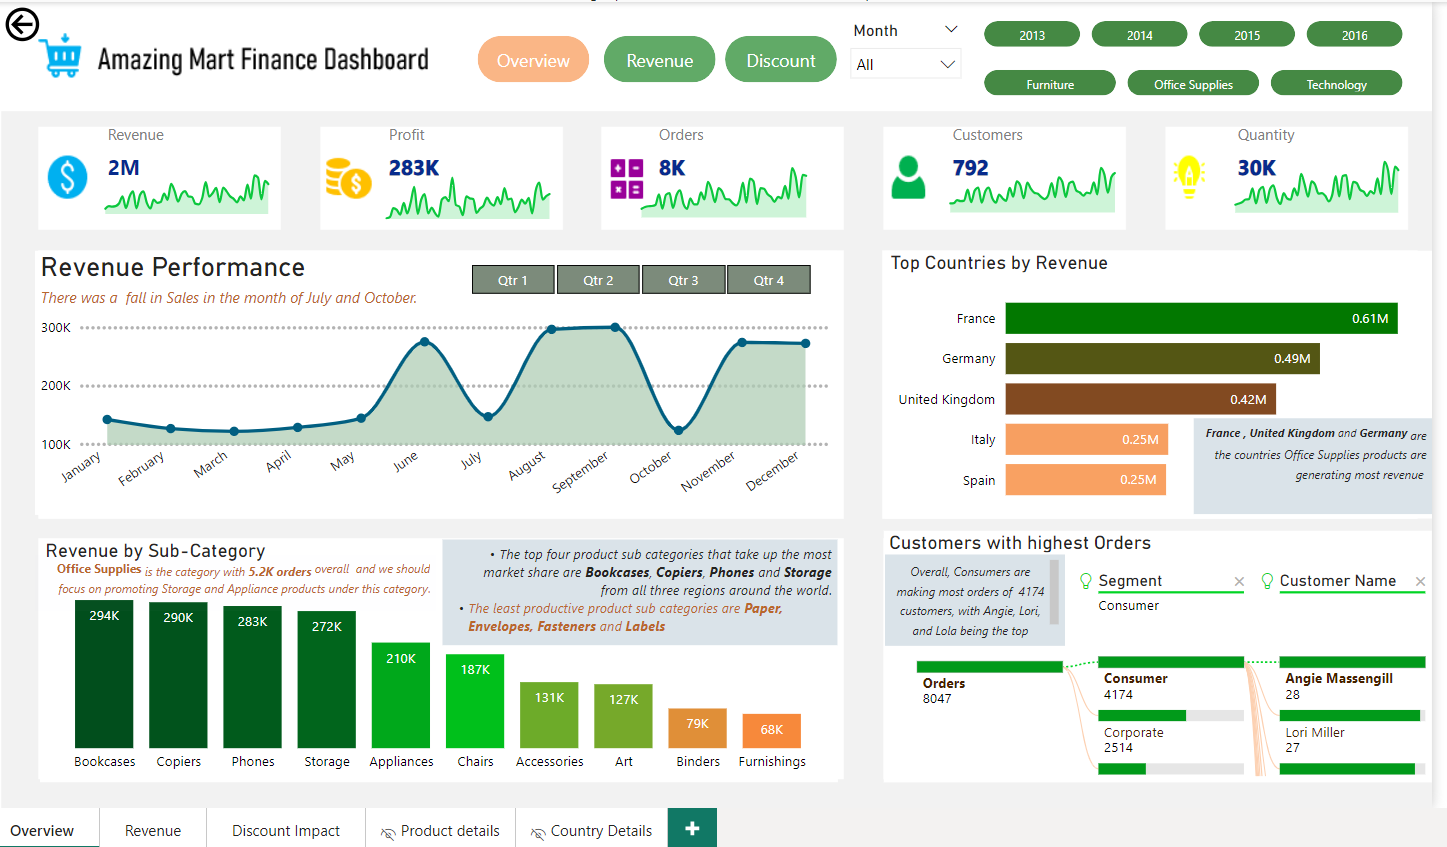 Amazing Mart Finance Dashboard
Overview
Revenue
Discount
Month
All
2013
2014
2015
2016
Furniture
Office Supplies
Technology
Revenue
2M
Profit
283K
Orders
8K
Customers
792
Quantity
30K
Revenue Performance
There was a fall in Sales in the month of July and October.
Qtr 1
Qtr 2
Qtr 3
Qtr 4
300K
200K
100K
January
February
March
April
May
June
July
August
September
October
November
December
Top Countries by Revenue
France
0.61M
Germany
0.49M
United Kingdom
0.42M
Italy
0.25M
Spain
0.25M
France , United Kingdom and Germany are
the countries Office Supplies products are
generating most revenue
Revenue by Sub-Category
Office Supplies is the category with 5.2K orders overall and we should
focus on promoting Storage and Appliance products under this category.
• The top four product sub categories that take up the most
market share are Bookcases, Copiers, Phones and Storage
from all three regions around the world.
• The least productive product sub categories are Paper,
Envelopes, Fasteners and Labels
294K
290K
283K
272K
210K
187K
131K
127K
79K
68K
Bookcases
Copiers
Phones
Storage
Appliances
Chairs
Accessories
Art
Binders
Furnishings
Customers with highest Orders
Overall, Consumers are
making most orders of 4174
customers, with Angie, Lori,
and Lola being the top
Segment
Consumer
Customer Name
Orders
8047
Consumer
4174
Corporate
2514
Angie Massengill
28
Lori Miller
27
Overview
Revenue
Discount Impact
Product details
Country Details